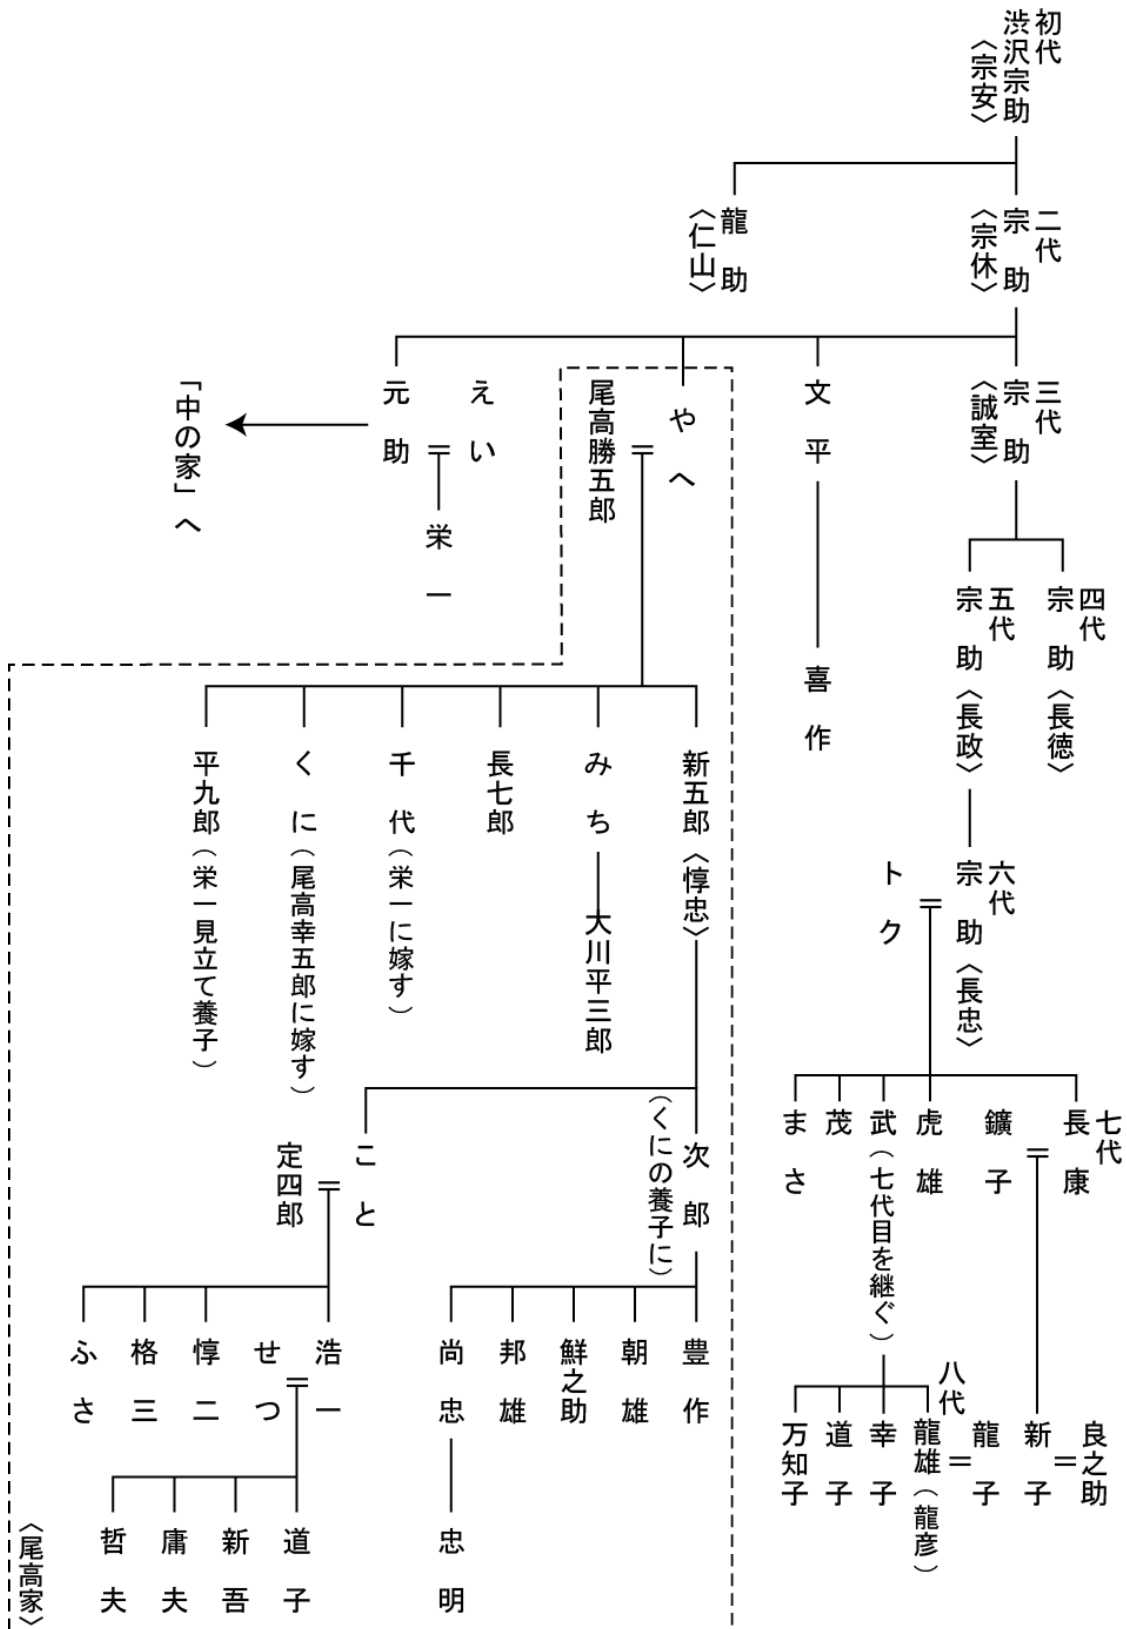 初代
渋沢宗助
〈宗安〉
二代
宗助
〈宗休〉
龍助
〈仁山〉
三代
宗助
〈誠室〉
文平
やへ
尾高勝五郎
えい
元助
「中の家」へ
栄一
四代
宗助〈長徳〉
五代
宗助〈長政〉
喜作
新五郎〈惇忠〉
みち
大川平三郎
長七郎
千代(栄一に嫁す)
くに(尾高幸五郎に嫁す)
平九郎(栄一見立て養子)
六代
宗助〈長忠〉
トク
七代
長康
鑛子
虎雄
武(七代目を継ぐ)
茂
まさ
次郎
(くにの養子に)
こと
定四郎
豊作
朝雄
鮮之助
邦雄
尚忠
浩一
せつ
惇二
格三
ふさ
良之助
新子
龍子
八代
龍雄(龍彦)
幸子
道子
万知子
忠明
道子
新吾
庸夫
哲夫
〈尾高家〉